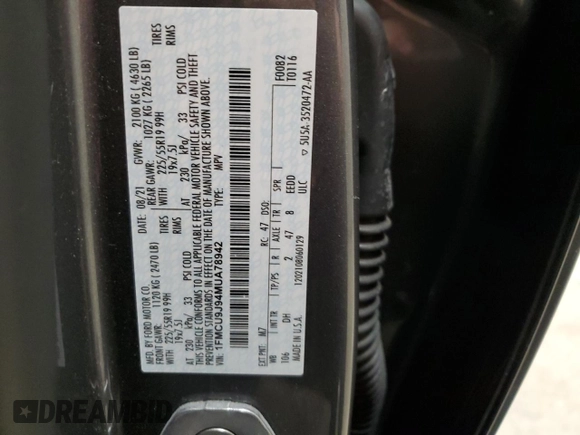 MFD. BY FORD MOTOR CO.
DATE: 08/21 GVWR: 2100 KG ( 4630 LB)
FRONT GAWR: 1120 KG ( 2470 LB) REAR GAWR: 1027 KG ( 2265 LB)
WITH 225/55R19 99H TIRES WITH 225/55R19 99H TIRES
19x7.5J RIMS 19x7.5J RIMS
AT 230 kPa/ 33 PSI COLD AT 230 kPa/ 33 PSI COLD
THIS VEHICLE CONFORMS TO ALL APPLICABLE FEDERAL MOTOR VEHICLE SAFETY AND THEFT
PREVENTION STANDARDS IN EFFECT ON THE DATE OF MANUFACTURE SHOWN ABOVE.
VIN: 1FMCU9J94MUA78942 TYPE: MPV
F0082
T0116
EXT PNT: M7 RC: 47 DSO:
WB INT TR TP/PS R AXLE TR SPR
106 DH 2 47 8 EEDD
ULC
▽ 5U5A-3520472-AA
MADE IN U.S.A. 1202108060129
DREAMBID